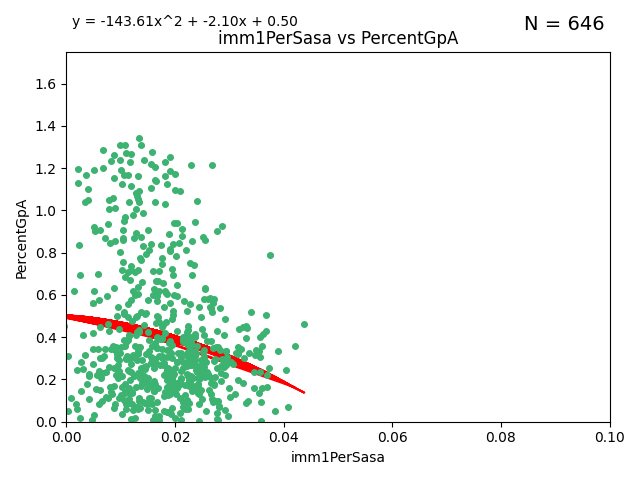 y = -143.61x^2 + -2.10x + 0.50
N = 646
imm1PerSasa vs PercentGpA
PercentGpA
1.6
1.4
1.2
1.0
0.8
0.6
0.4
0.2
0.0
0.00 0.02 0.04 0.06 0.08 0.10
imm1PerSasa